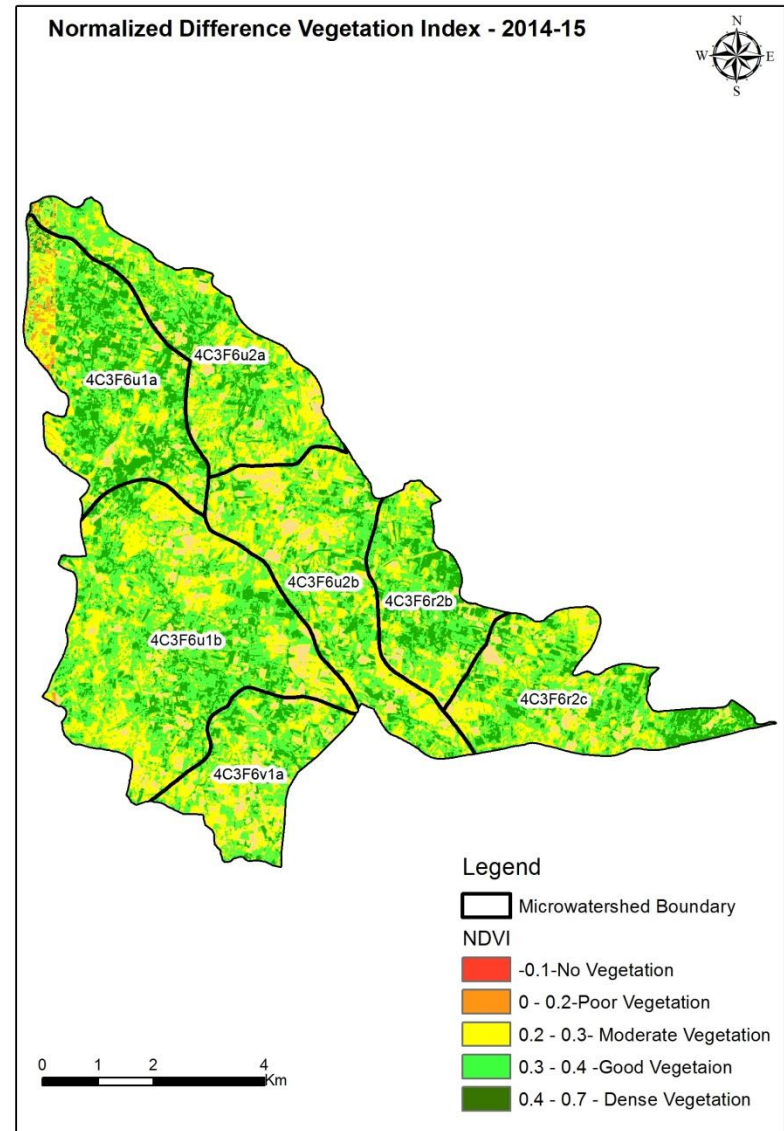 Normalized Difference Vegetation Index - 2014-15
N
W E
S
4C3F6u2a
4C3F6u1a
4C3F6u2b
4C3F6r2b
4C3F6u1b
4C3F6r2c
4C3F6v1a
Legend
Microwatershed Boundary
NDVI
-0.1-No Vegetation
0 - 0.2-Poor Vegetation
0.2 - 0.3- Moderate Vegetation
0.3 - 0.4 -Good Vegetaion
0.4 - 0.7 - Dense Vegetation
0 1 2 4
Km